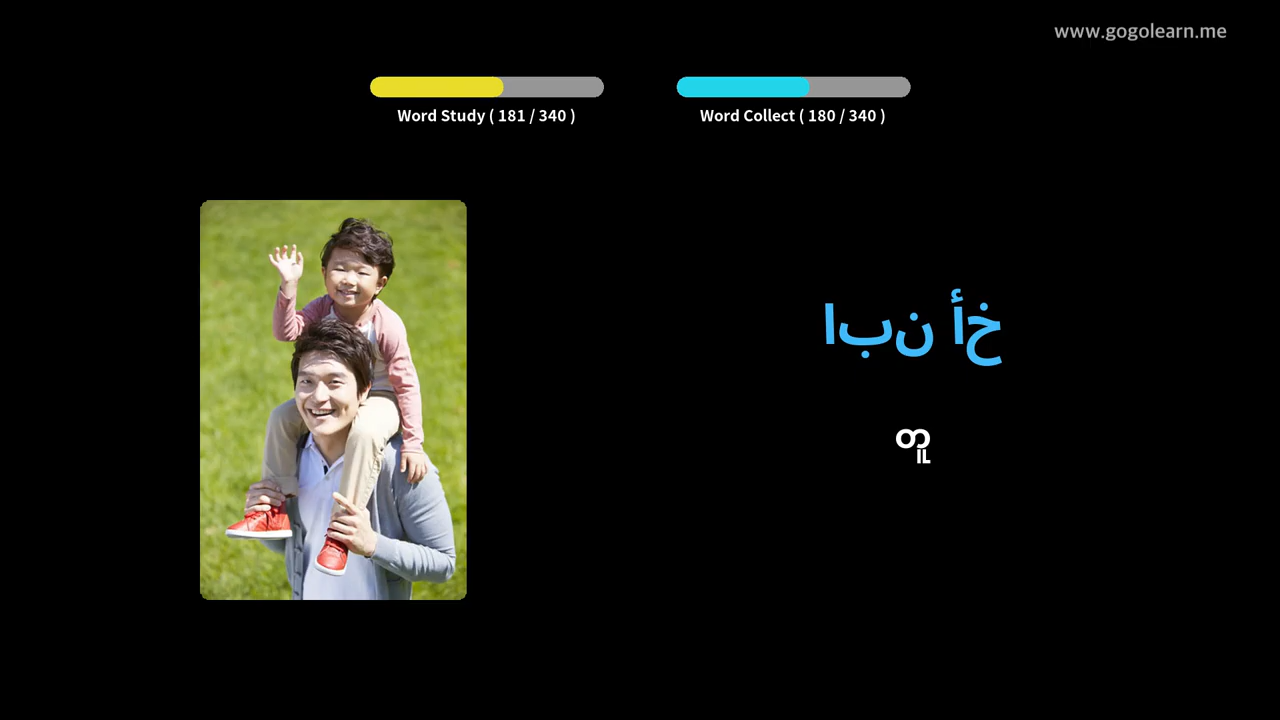 www.gogolearn.me
Word Study ( 181 / 340 )
Word Collect ( 180 / 340 )
ابن أخ
တူ